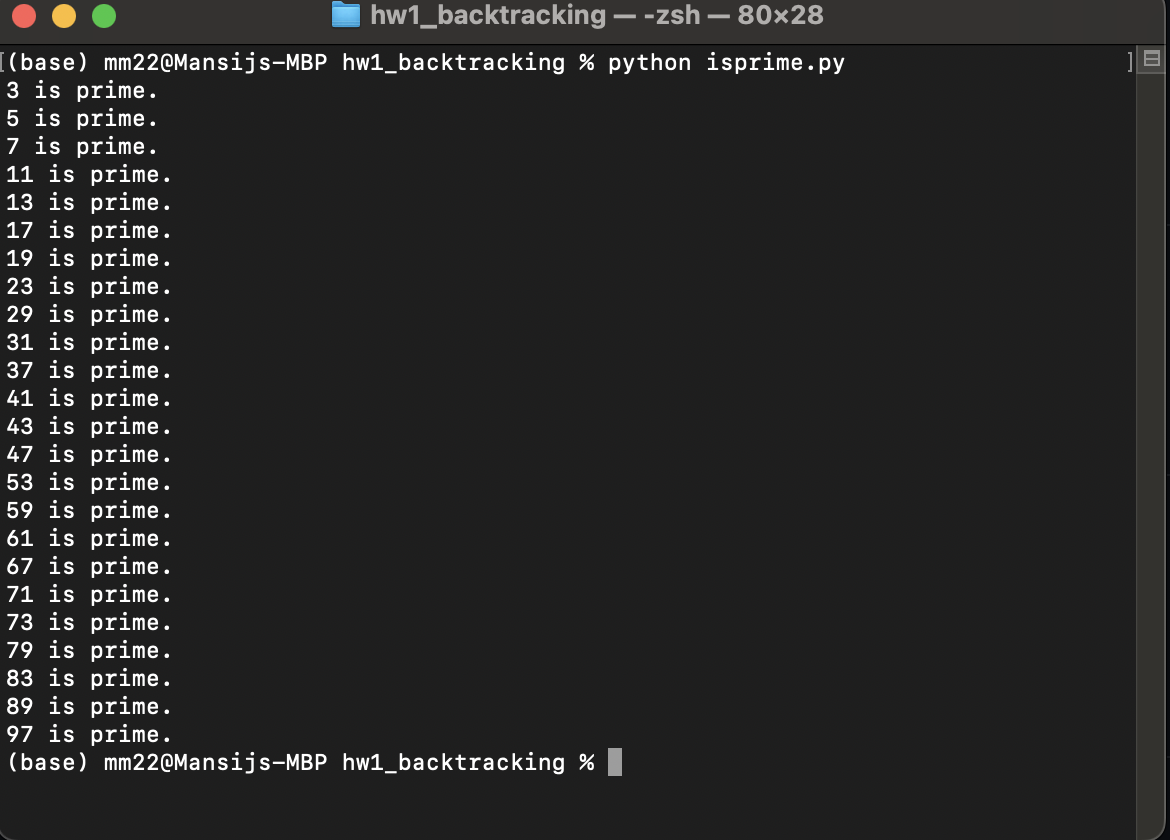 hw1_backtracking — -zsh — 80×28
[(base) mm22@Mansijs-MBP hw1_backtracking % python isprime.py ]
3 is prime.
5 is prime.
7 is prime.
11 is prime.
13 is prime.
17 is prime.
19 is prime.
23 is prime.
29 is prime.
31 is prime.
37 is prime.
41 is prime.
43 is prime.
47 is prime.
53 is prime.
59 is prime.
61 is prime.
67 is prime.
71 is prime.
73 is prime.
79 is prime.
83 is prime.
89 is prime.
97 is prime.
(base) mm22@Mansijs-MBP hw1_backtracking %